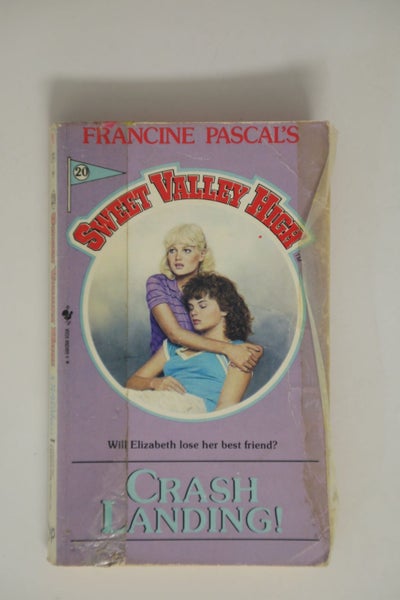 FRANCINE PASCAL'S
20
SWEET VALLEY HIGH
Will Elizabeth lose her best friend?
CRASH
LANDING!